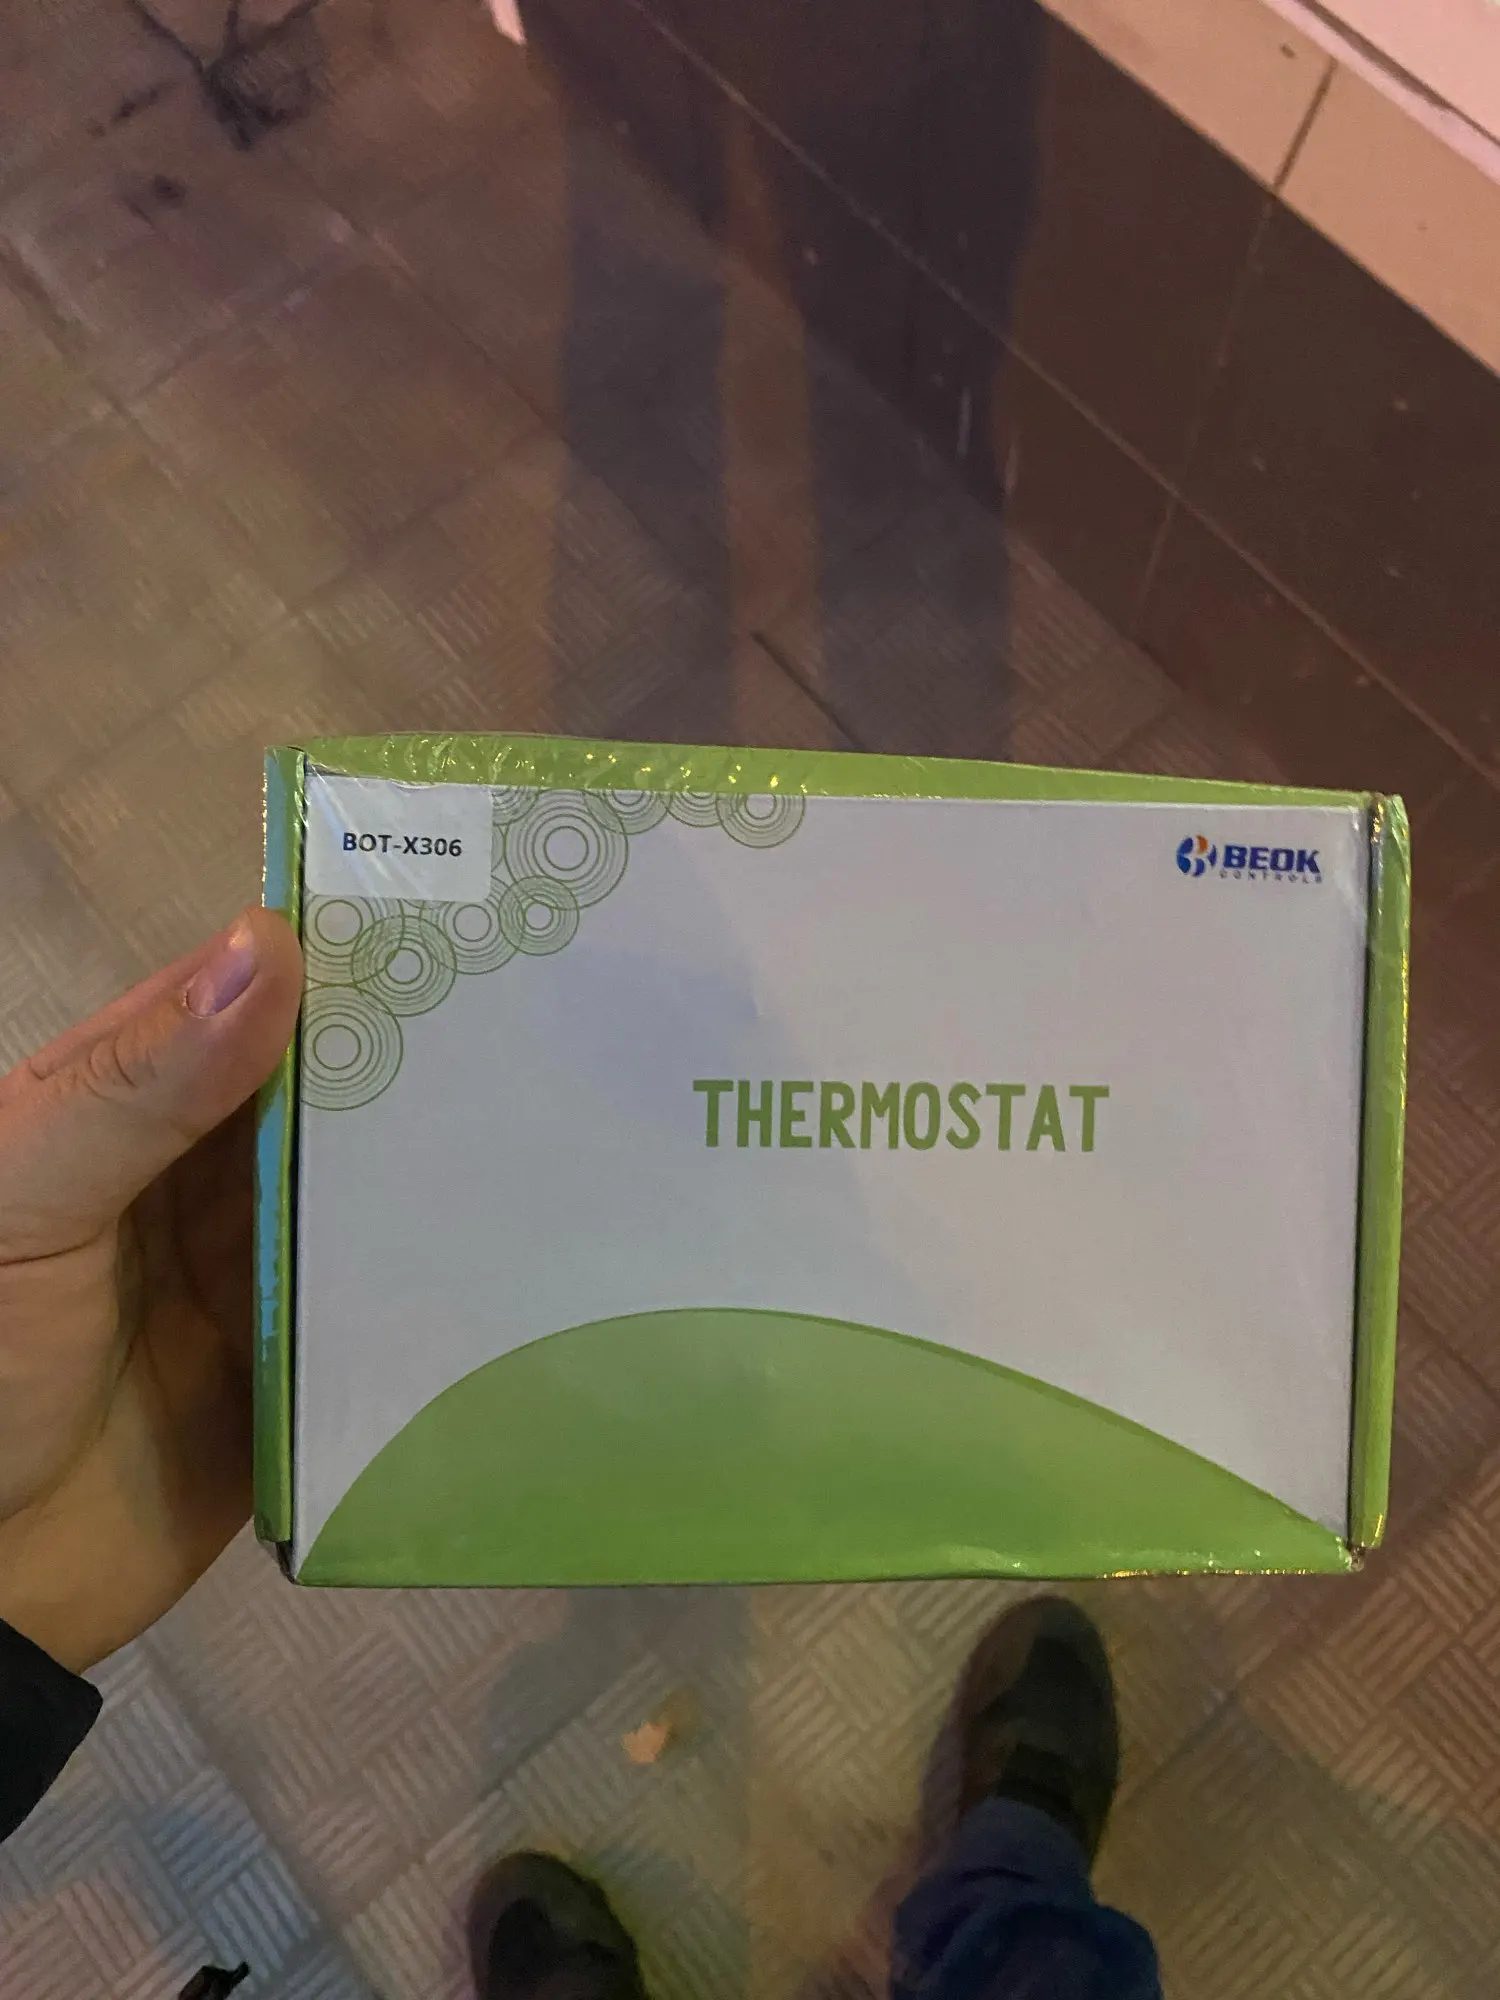 BOT-X306
BEOK
CONTROLS
THERMOSTAT